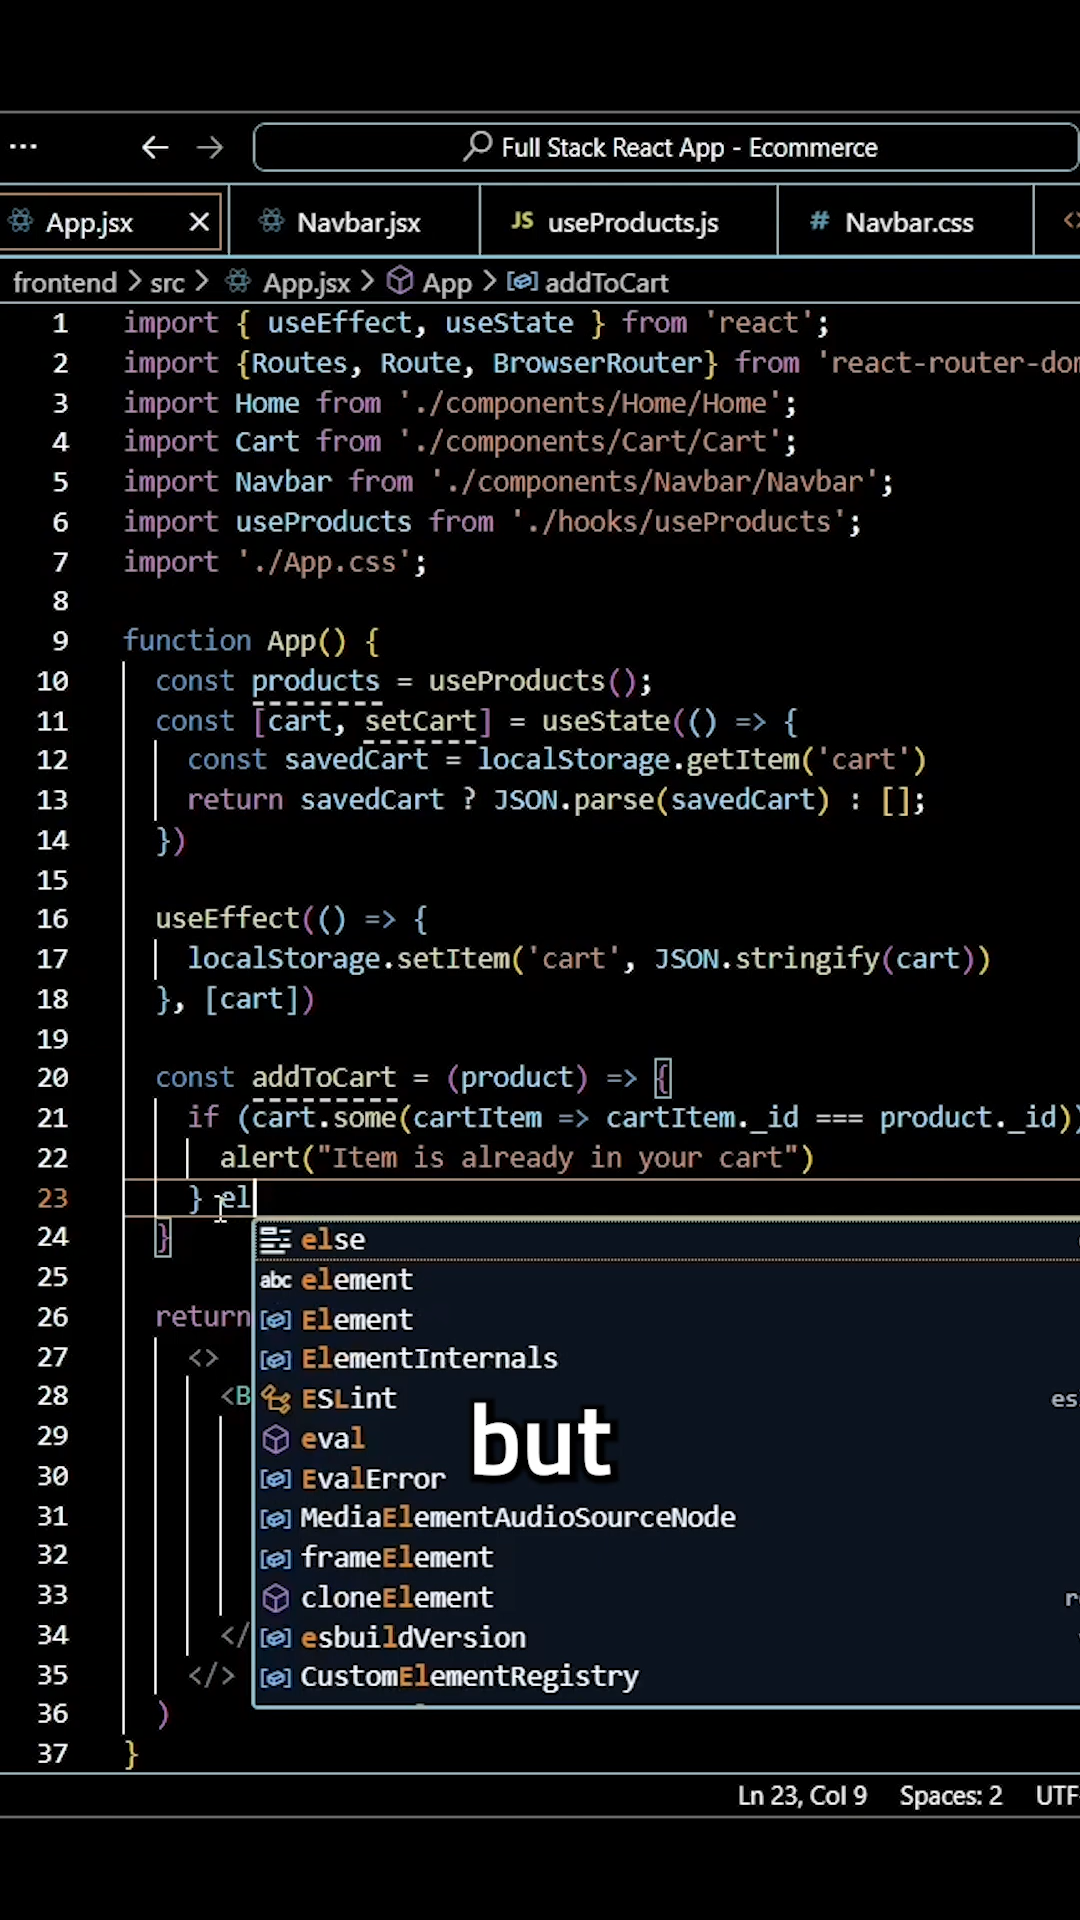 ... ← → Full Stack React App - Ecommerce
App.jsx × Navbar.jsx JS useProducts.js # Navbar.css <>
frontend > src > App.jsx > App > addToCart
1 import { useEffect, useState } from 'react';
2 import {Routes, Route, BrowserRouter} from 'react-router-dom
3 import Home from './components/Home/Home';
4 import Cart from './components/Cart/Cart';
5 import Navbar from './components/Navbar/Navbar';
6 import useProducts from './hooks/useProducts';
7 import './App.css';
8
9 function App() {
10 const products = useProducts();
11 const [cart, setCart] = useState(() => {
12 const savedCart = localStorage.getItem('cart')
13 return savedCart ? JSON.parse(savedCart) : [];
14 })
15
16 useEffect(() => {
17 localStorage.setItem('cart', JSON.stringify(cart))
18 }, [cart])
19
20 const addToCart = (product) => {
21 if (cart.some(cartItem => cartItem._id === product._id))
22 alert("Item is already in your cart")
23 } el
24 } else
25 abc element
26 return Element
27 <> ElementInternals
28 <B ESLint es
29 eval
30 EvalError
but
31 MediaElementAudioSourceNode
32 frameElement
33 cloneElement r
34 </ esbuildVersion
35 </> CustomElementRegistry
36 )
37 }
Ln 23, Col 9 Spaces: 2 UTF-